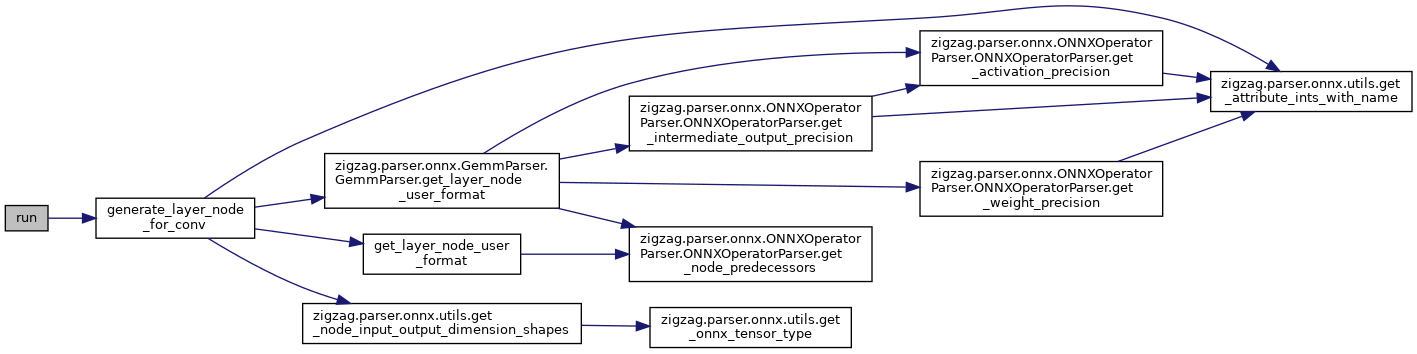 run
generate_layer_node
_for_conv
zigzag.parser.onnx.GemmParser.
GemmParser.get_layer_node
_user_format
get_layer_node_user
_format
zigzag.parser.onnx.utils.get
_node_input_output_dimension_shapes
zigzag.parser.onnx.ONNXOperator
Parser.ONNXOperatorParser.get
_intermediate_output_precision
zigzag.parser.onnx.ONNXOperator
Parser.ONNXOperatorParser.get
_node_predecessors
zigzag.parser.onnx.utils.get
_onnx_tensor_type
zigzag.parser.onnx.ONNXOperator
Parser.ONNXOperatorParser.get
_activation_precision
zigzag.parser.onnx.ONNXOperator
Parser.ONNXOperatorParser.get
_weight_precision
zigzag.parser.onnx.utils.get
_attribute_ints_with_name